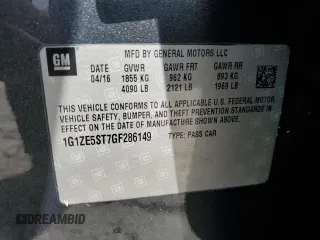 GM
MFD BY GENERAL MOTORS LLC
DATE GVWR GAWR FRT GAWR RR
04/16 1855 KG 962 KG 893 KG
4090 LB 2121 LB 1969 LB
THIS VEHICLE CONFORMS TO ALL APPLICABLE U.S. FEDERAL MOTOR
VEHICLE SAFETY, BUMPER, AND THEFT PREVENTION STANDARDS
IN EFFECT ON THE DATE OF MANUFACTURE SHOWN ABOVE.
1G1ZE5ST7GF286149 TYPE: PASS CAR
DREAMBID